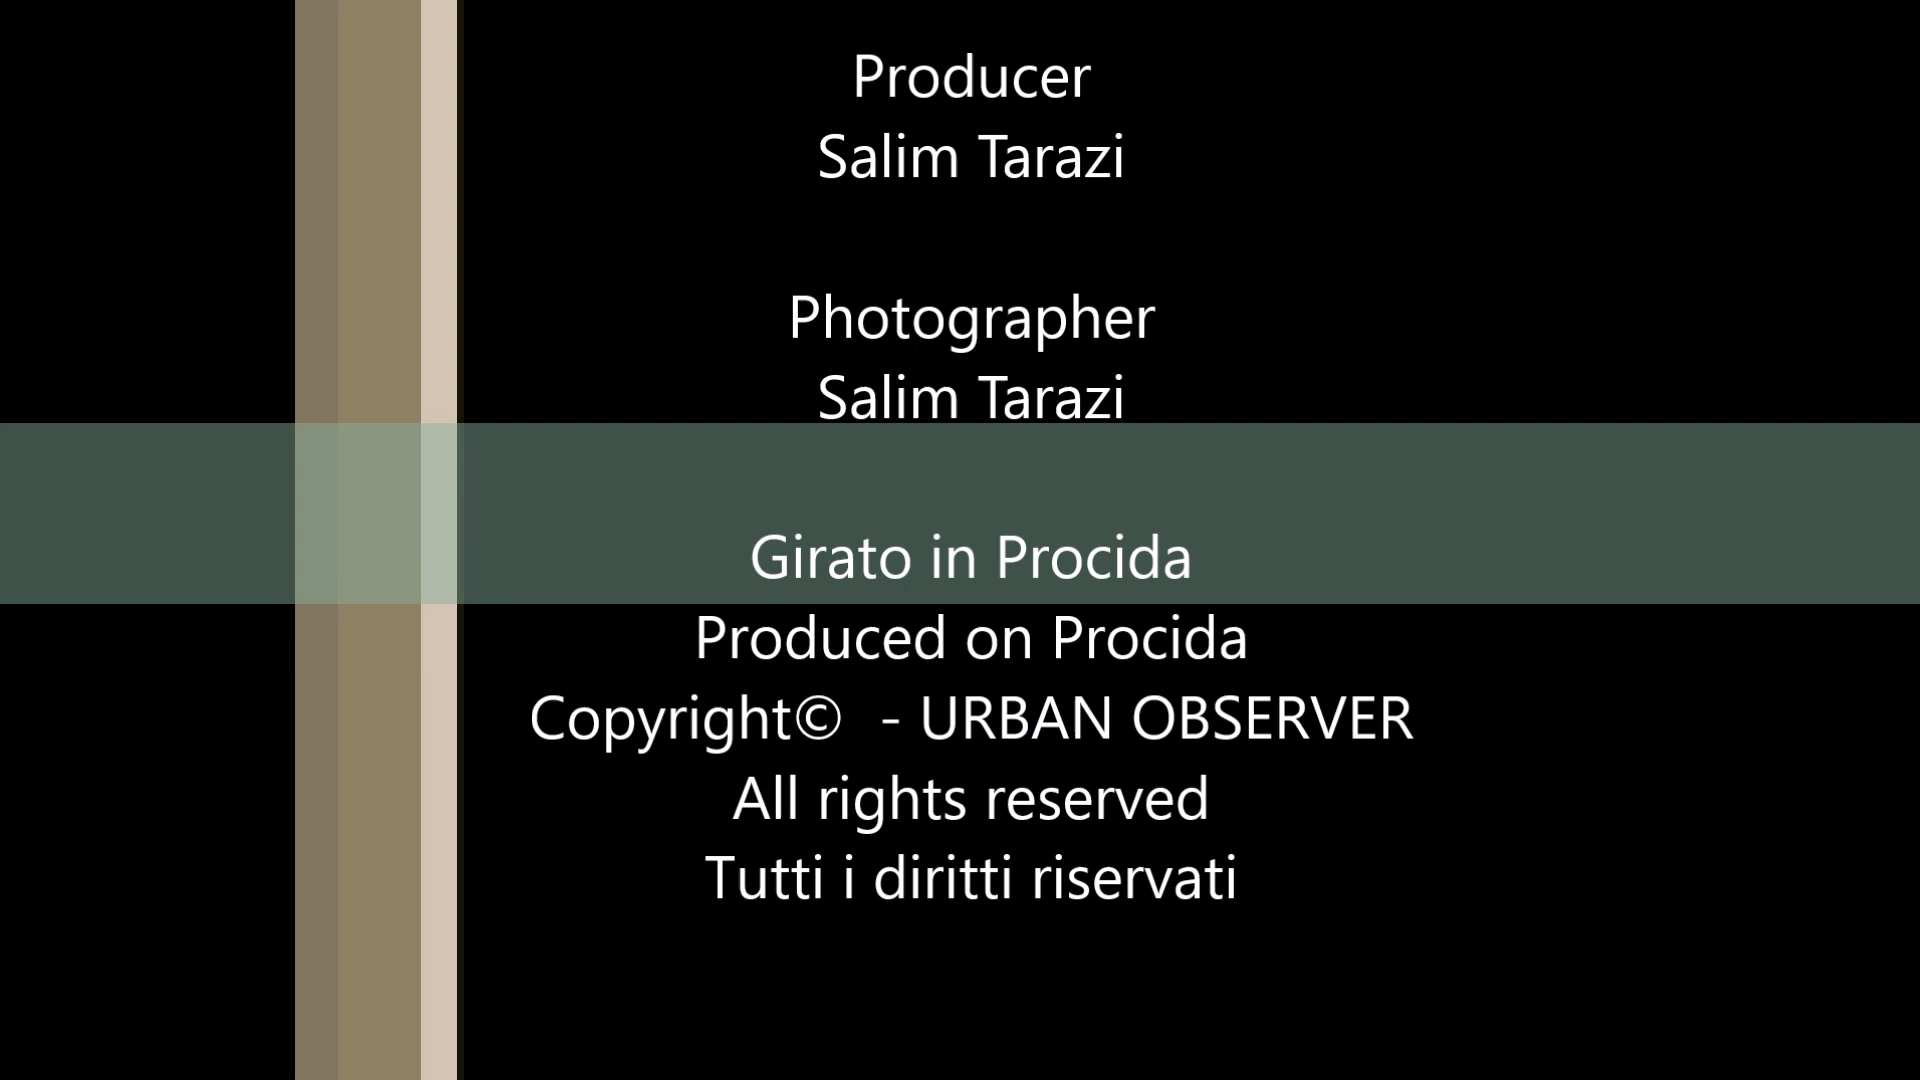 Producer
Salim Tarazi
Photographer
Salim Tarazi
Girato in Procida
Produced on Procida
Copyright©  - URBAN OBSERVER
All rights reserved
Tutti i diritti riservati